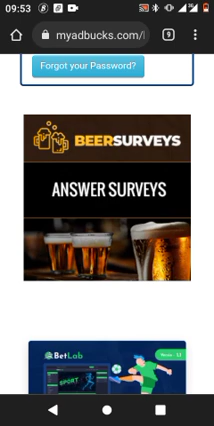 09:53
myadbucks.com/l
9
Forgot your Password?
BEERSURVEYS
ANSWER SURVEYS
BetLab
SPORT